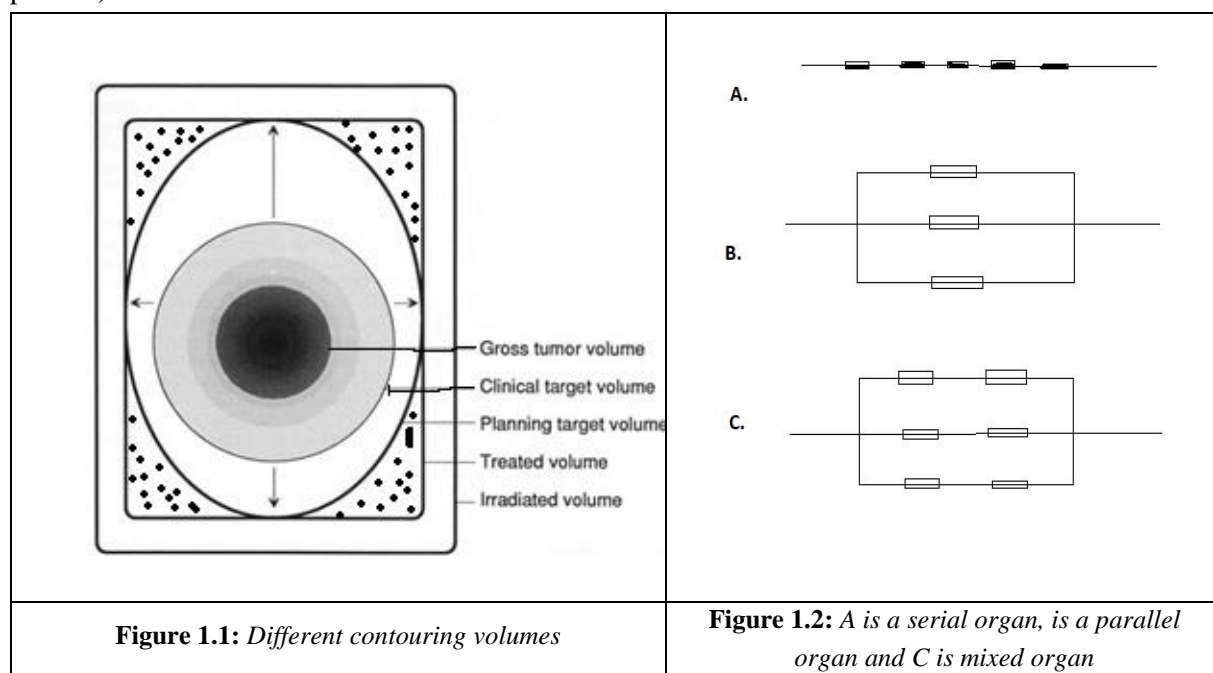 Gross tumor volume
Clinical target volume
Planning target volume
Treated volume
Irradiated volume
A.
B.
C.
Figure 1.1: Different contouring volumes
Figure 1.2: A is a serial organ, is a parallel
organ and C is mixed organ